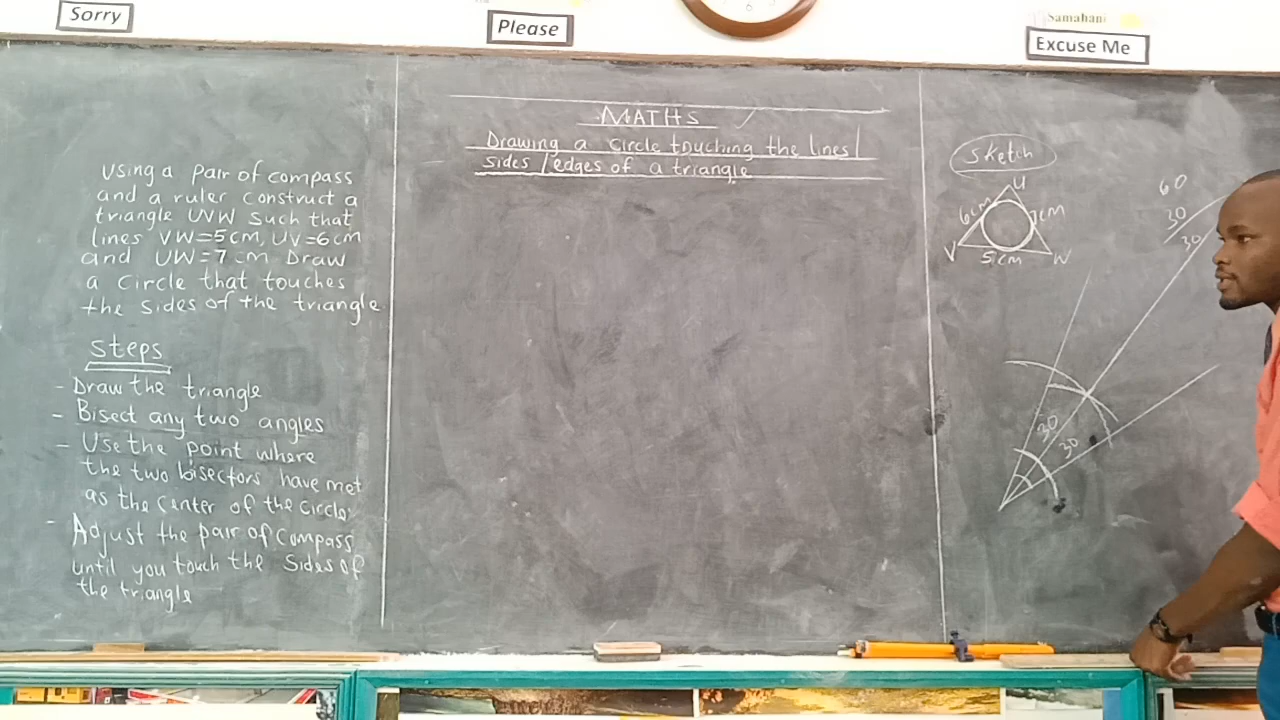 Sorry
Please
Samahani
Excuse Me
MATHS
Drawing a circle touching the lines/
sides /edges of a triangle
using a pair of compass
and a ruler construct a
triangle UVW such that
lines VW=5cm, UV=6cm
and UW=7cm Draw
a circle that touches
the sides of the triangle
Steps
- Draw the triangle
- Bisect any two angles
- Use the point where
the two bisectors have met
as the center of the circle.
- Adjust the pair of compass
until you touch the sides of
the triangle
Sketch
U
6cm
7cm
V
5cm
W
60
30
30
30
30